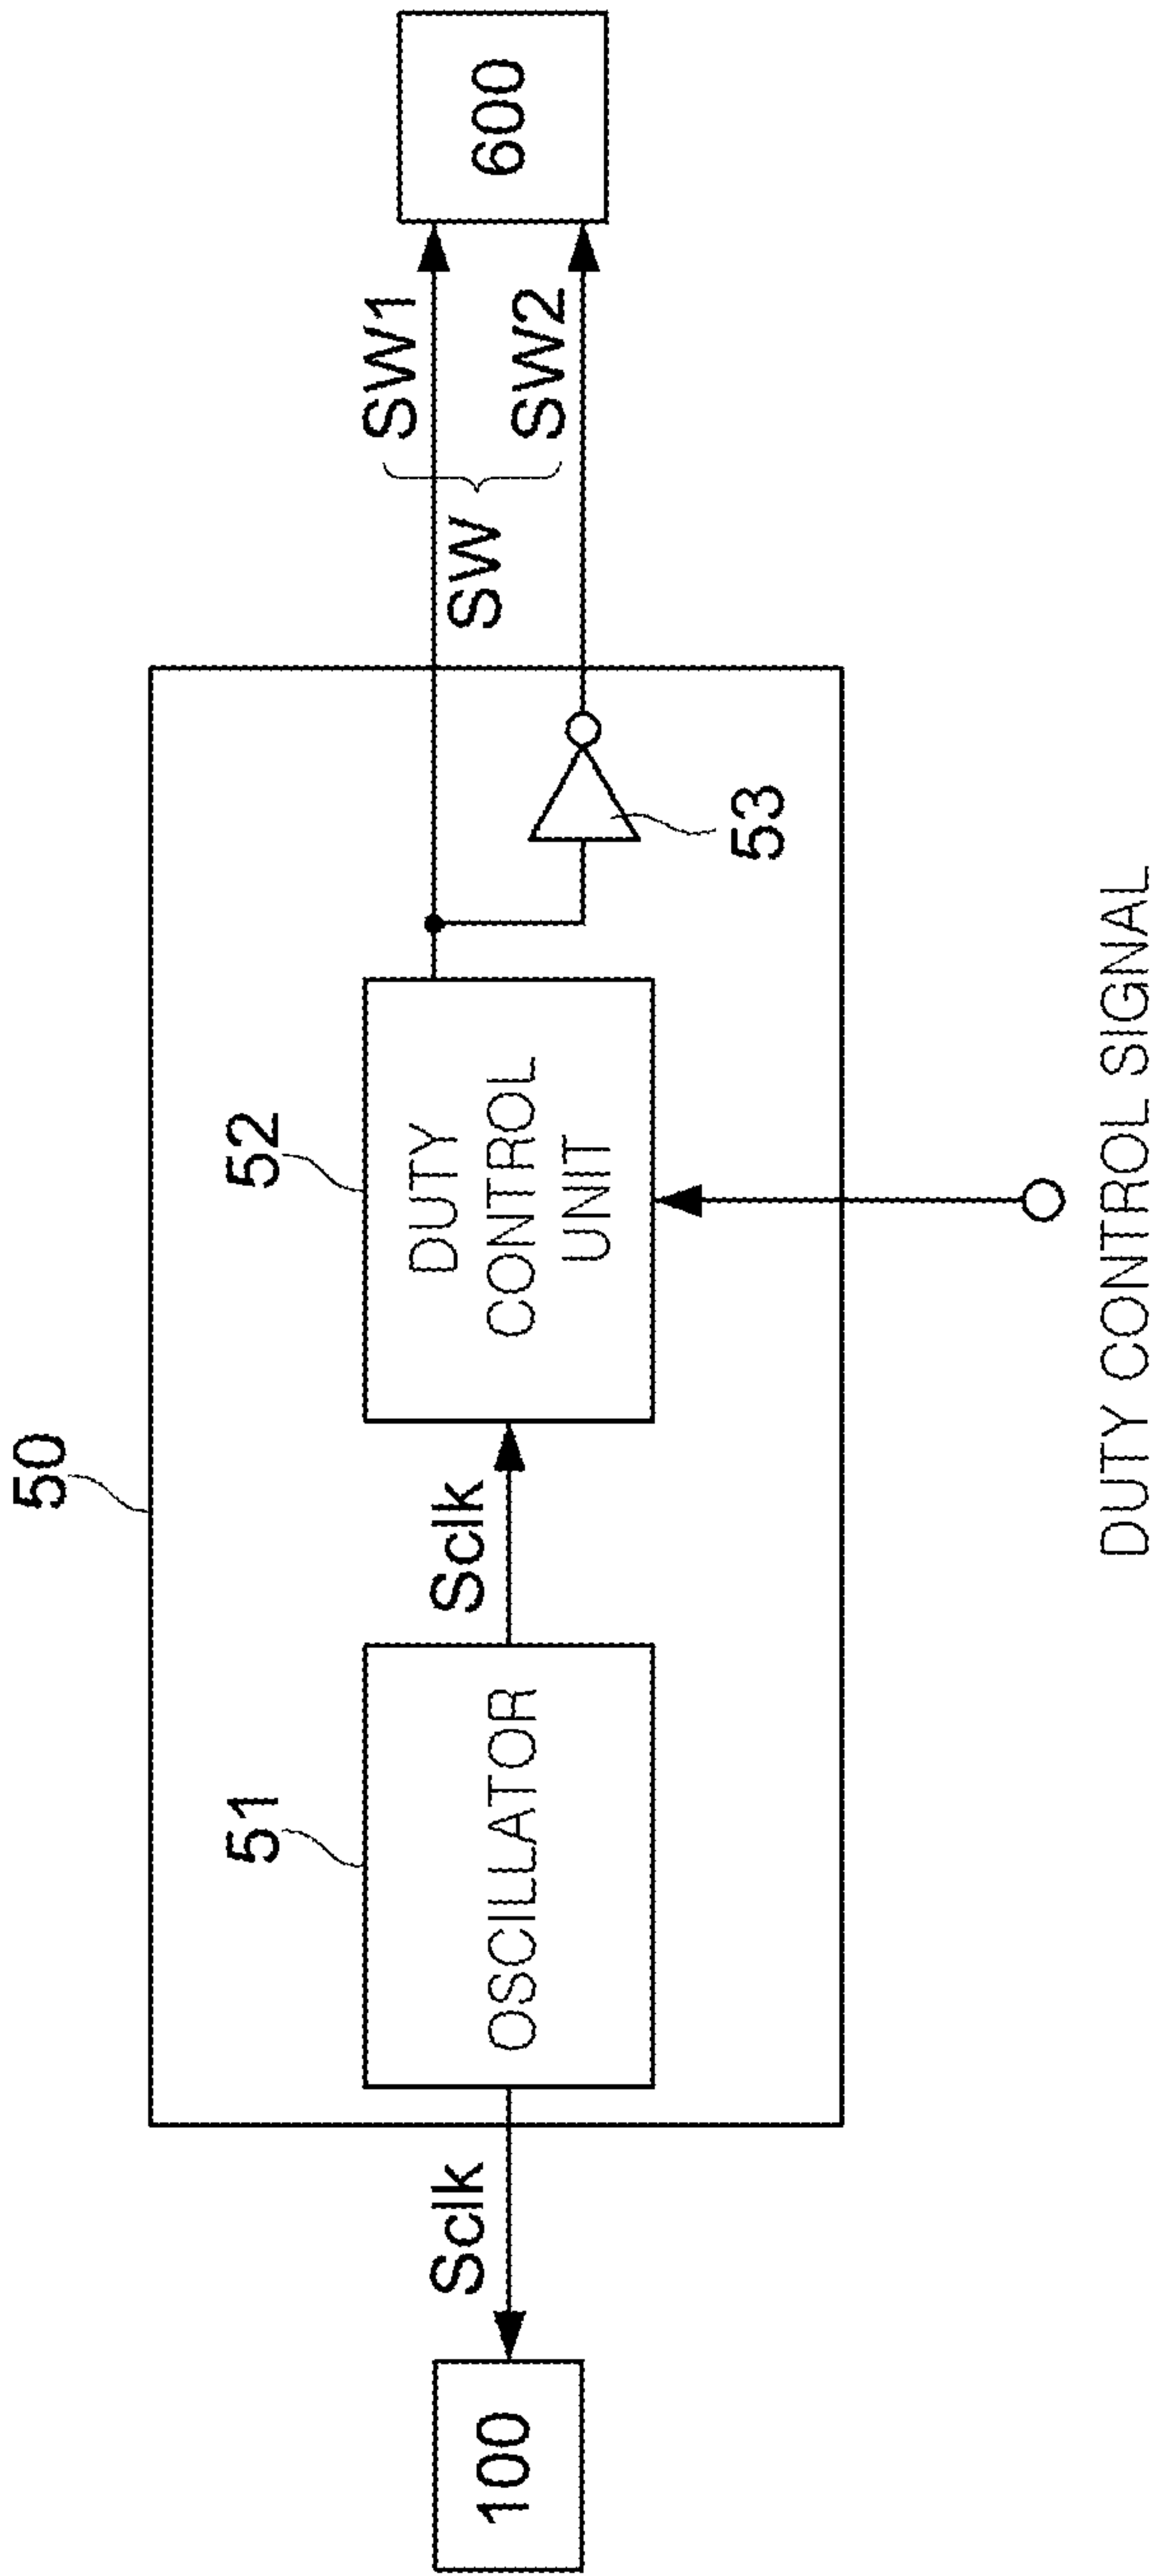 50
51
52
100
Sclk
OSCILLATOR
Sclk
DUTY
CONTROL
UNIT
53
SW
SW1
SW2
600
DUTY CONTROL SIGNAL